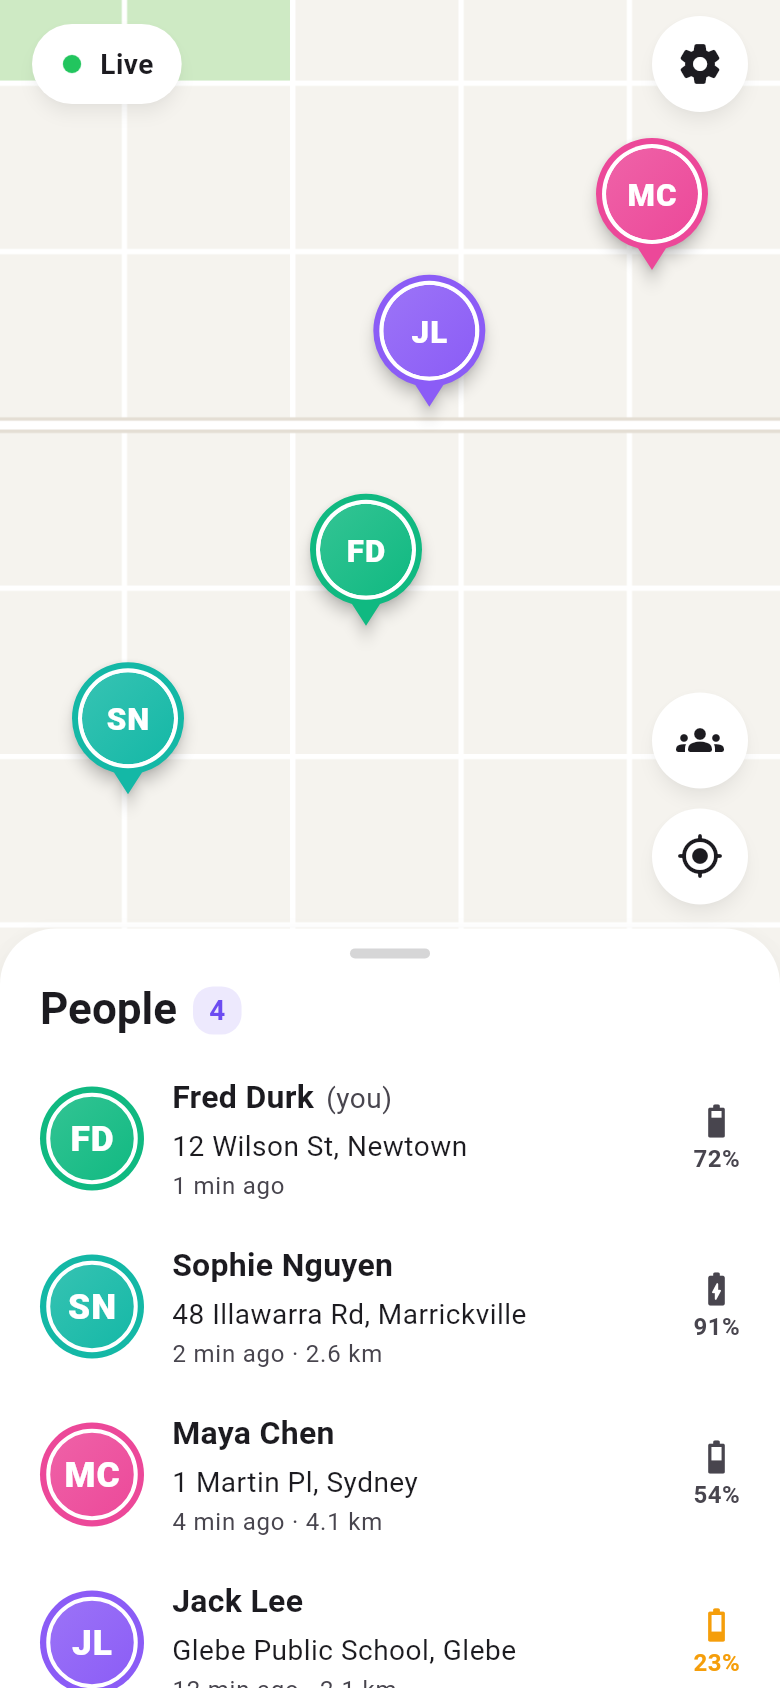 Live
MC
JL
FD
SN
People 4
FD
Fred Durk (you)
12 Wilson St, Newtown
1 min ago
72%
SN
Sophie Nguyen
48 Illawarra Rd, Marrickville
2 min ago · 2.6 km
91%
MC
Maya Chen
1 Martin Pl, Sydney
4 min ago · 4.1 km
54%
JL
Jack Lee
Glebe Public School, Glebe
23%
min ago ·